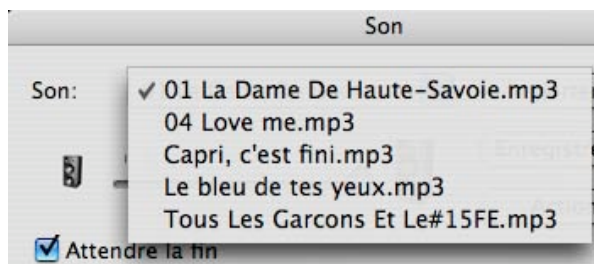 Son
Son: ✓ 01 La Dame De Haute-Savoie.mp3
04 Love me.mp3
Capri, c'est fini.mp3
Le bleu de tes yeux.mp3
Tous Les Garcons Et Le#15FE.mp3
Attendre la fin